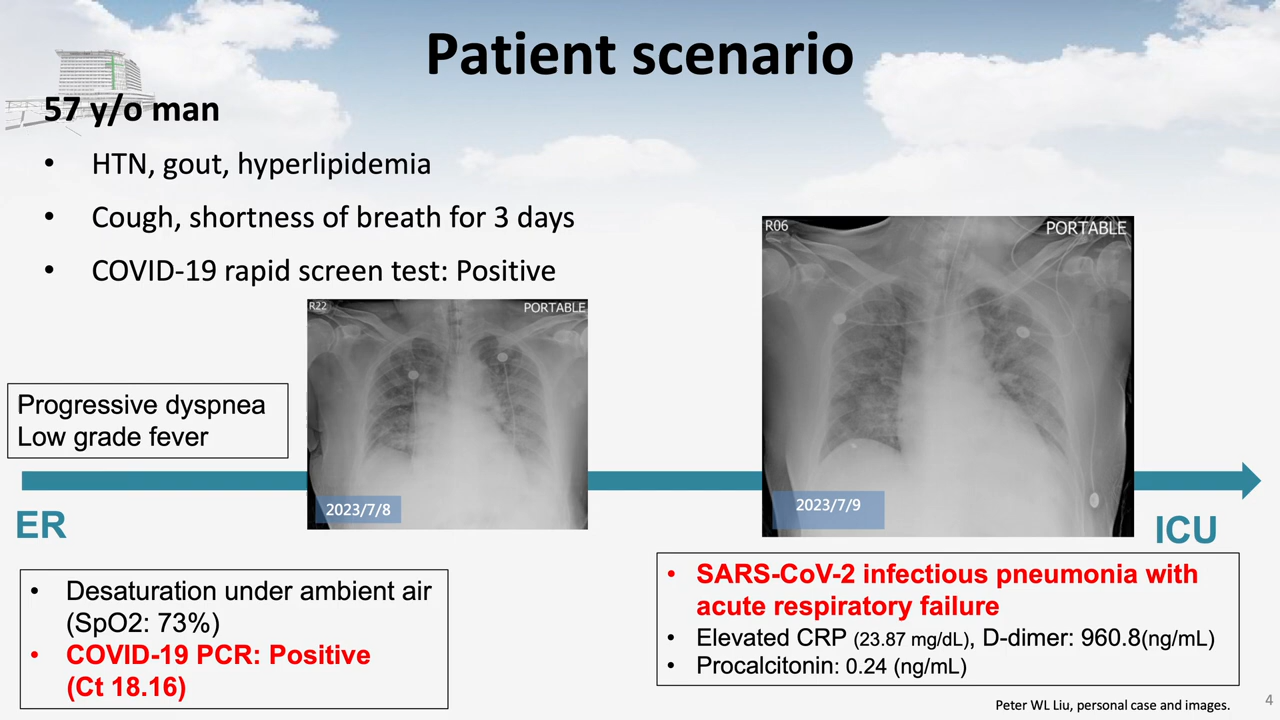 Patient scenario
57 y/o man
• HTN, gout, hyperlipidemia
• Cough, shortness of breath for 3 days
• COVID-19 rapid screen test: Positive
R22
PORTABLE
2023/7/8
R06
PORTABLE
2023/7/9
Progressive dyspnea
Low grade fever
ER
ICU
• Desaturation under ambient air
(SpO2: 73%)
• COVID-19 PCR: Positive
(Ct 18.16)
• SARS-CoV-2 infectious pneumonia with
acute respiratory failure
• Elevated CRP (23.87 mg/dL), D-dimer: 960.8(ng/mL)
• Procalcitonin: 0.24 (ng/mL)
Peter WL Liu, personal case and images.
4